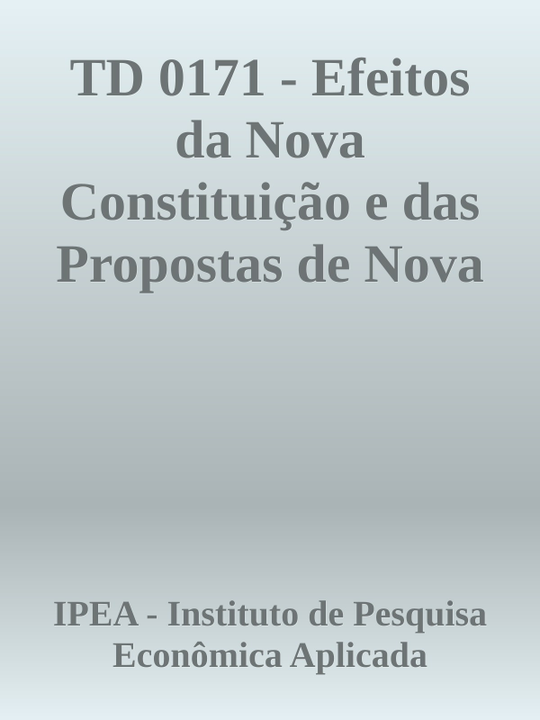 TD 0171 - Efeitos
da Nova
Constituição e das
Propostas de Nova
IPEA - Instituto de Pesquisa
Econômica Aplicada